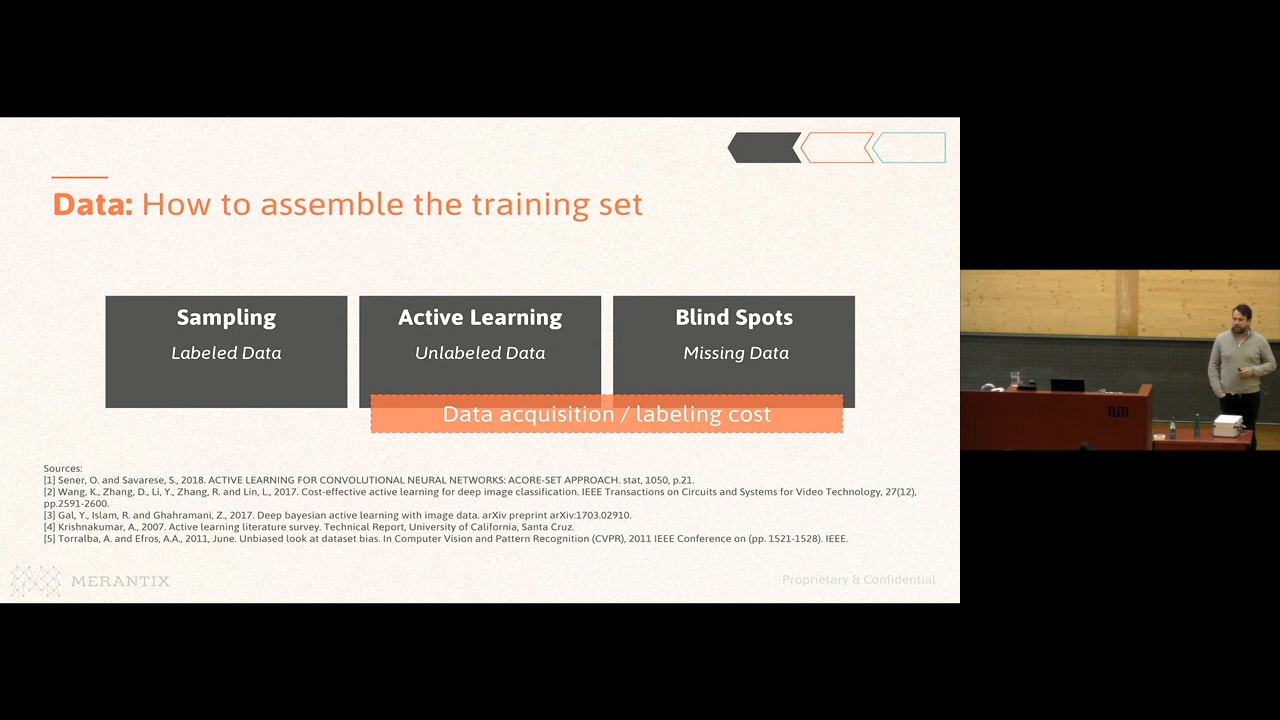 Data: How to assemble the training set
Sampling
Labeled Data
Active Learning
Unlabeled Data
Blind Spots
Missing Data
Data acquisition / labeling cost
Sources:
[1] Sener, O. and Savarese, S., 2018. ACTIVE LEARNING FOR CONVOLUTIONAL NEURAL NETWORKS: ACORE-SET APPROACH. stat, 1050, p.21.
[2] Wang, K., Zhang, D., Li, Y., Zhang, R. and Lin, L., 2017. Cost-effective active learning for deep image classification. IEEE Transactions on Circuits and Systems for Video Technology, 27(12),
pp.2591-2600.
[3] Gal, Y., Islam, R. and Ghahramani, Z., 2017. Deep bayesian active learning with image data. arXiv preprint arXiv:1703.02910.
[4] Krishnakumar, A., 2007. Active learning literature survey. Technical Report, University of California, Santa Cruz.
[5] Torralba, A. and Efros, A.A., 2011, June. Unbiased look at dataset bias. In Computer Vision and Pattern Recognition (CVPR), 2011 IEEE Conference on (pp. 1521-1528). IEEE.
MERANTIX
Proprietary & Confidential
TUM